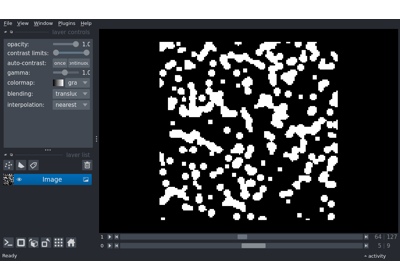 File View Window Plugins Help
layer controls
opacity: 1.0
contrast limits:
auto-contrast: once continuous
gamma: 1.0
colormap: gra
blending: transluc
interpolation: nearest
layer list
Image
1 64 127
0 5 9
Ready activity